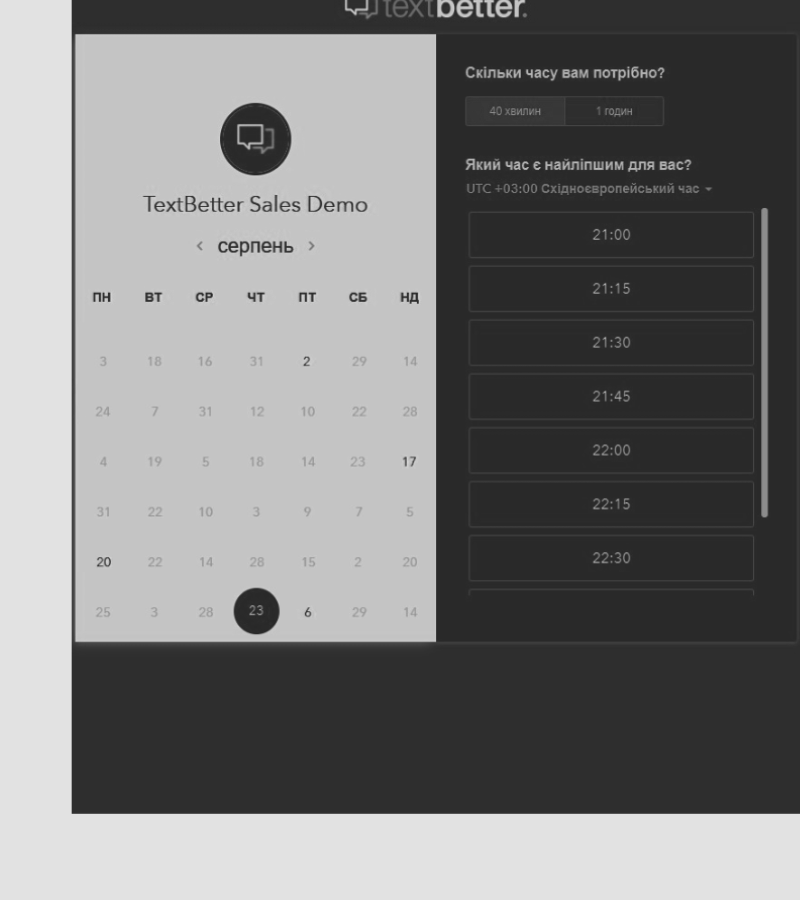 textbetter.
TextBetter Sales Demo
серпень
ПН ВТ СР ЧТ ПТ СБ НД
3 18 16 31 2 29 14
24 7 31 12 10 22 28
4 19 5 18 14 23 17
31 22 10 3 9 7 5
20 22 14 28 15 2 20
25 3 28 23 6 29 14
Скільки часу вам потрібно?
40 хвилин 1 годин
Який час є найліпшим для вас?
UTC +03:00 Східноєвропейський час
21:00
21:15
21:30
21:45
22:00
22:15
22:30